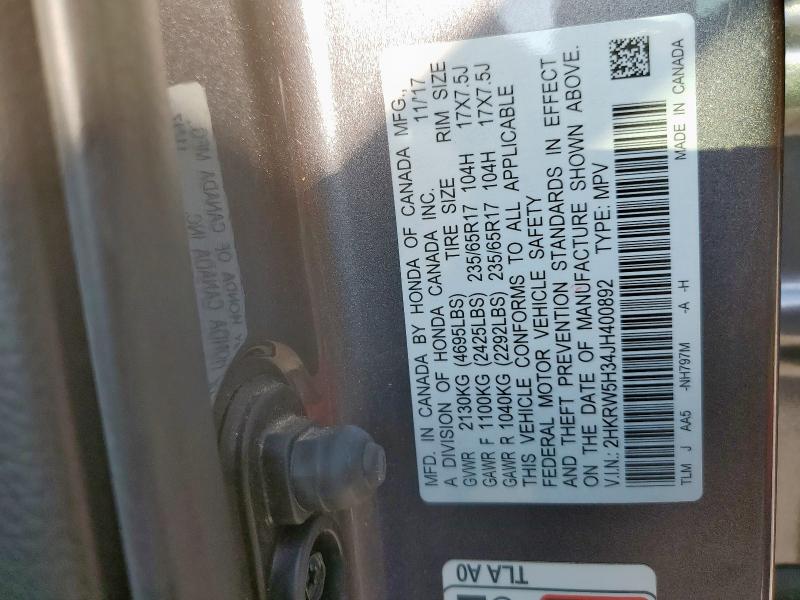 MFD. IN CANADA BY HONDA OF CANADA MFG.,
A DIVISION OF HONDA CANADA INC. 11/17
TIRE SIZE RIM SIZE
GVWR 2130KG (4695LBS)
GAWR F 1100KG (2425LBS) 235/65R17 104H 17X7.5J
GAWR R 1040KG (2292LBS) 235/65R17 104H 17X7.5J
THIS VEHICLE CONFORMS TO ALL APPLICABLE
FEDERAL MOTOR VEHICLE SAFETY
AND THEFT PREVENTION STANDARDS IN EFFECT
ON THE DATE OF MANUFACTURE SHOWN ABOVE.
V.I.N.: 2HKRW5H34JH400892 TYPE: MPV
TLM J AA5 -NH797M -A -H MADE IN CANADA
TLA A0